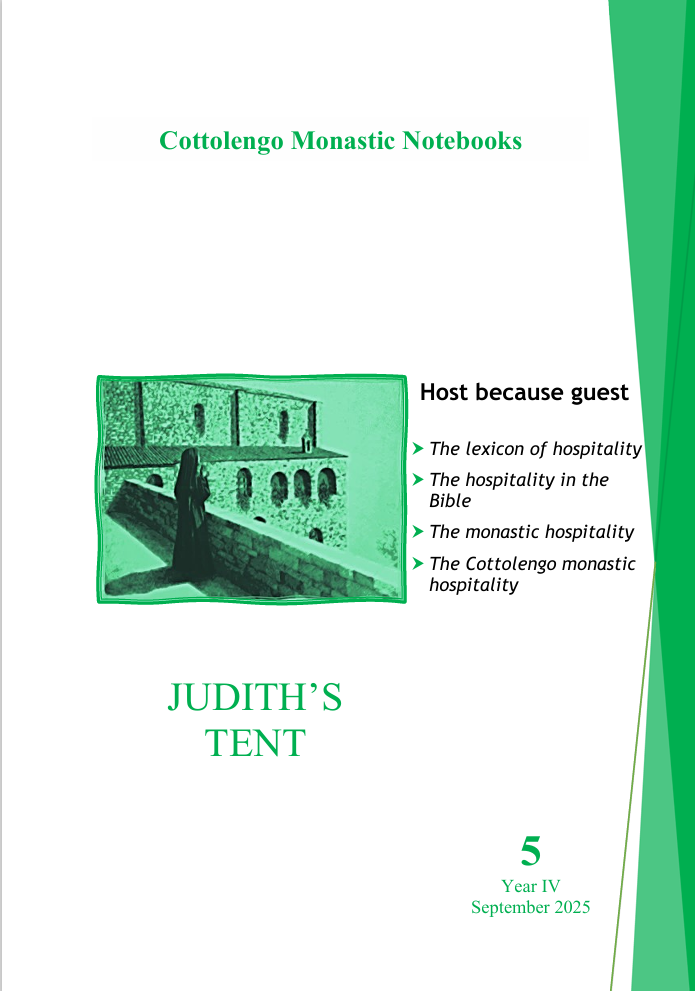 Cottolengo Monastic Notebooks
Host because guest
The lexicon of hospitality
The hospitality in the
Bible
The monastic hospitality
The Cottolengo monastic
hospitality
JUDITH’S
TENT
5
Year IV
September 2025